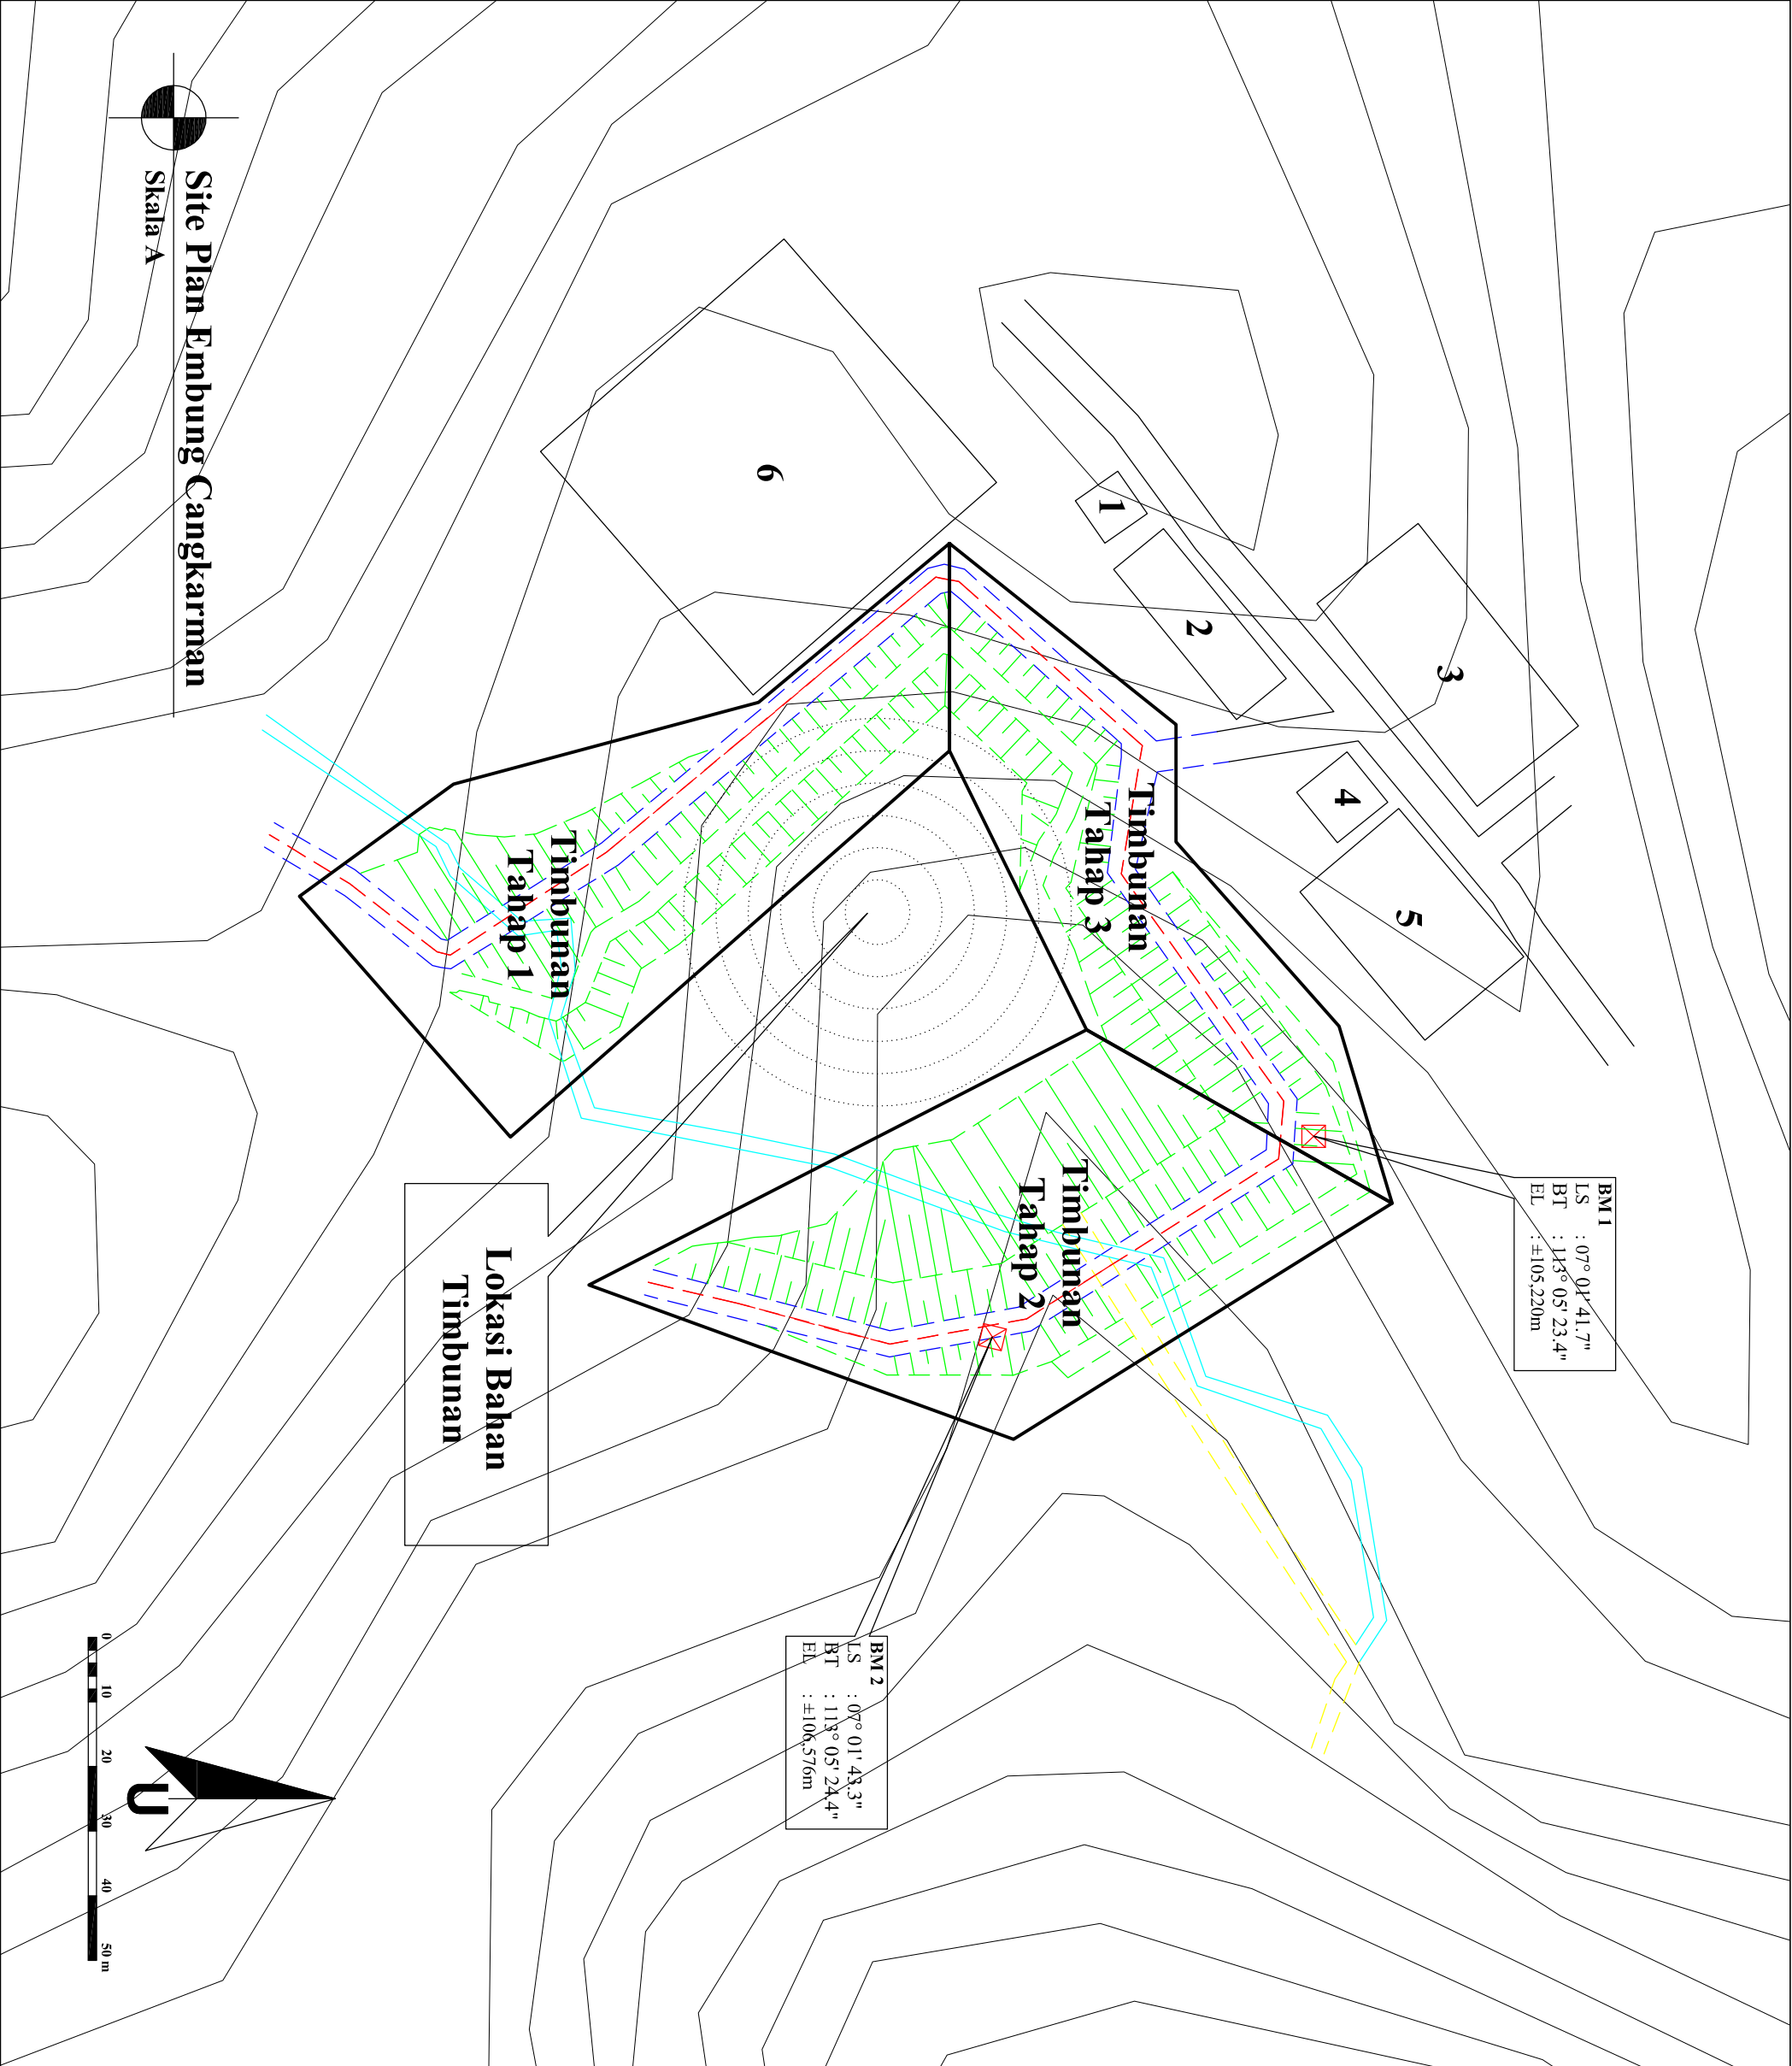 BM 1
LS : 07° 01' 41.7"
BT : 113° 05' 23.4"
EL : ±105,220m
3
5
4
2
1
6
Timbunan
Tahap 3
Timbunan
Tahap 2
Timbunan
Tahap 1
BM 2
LS : 07° 01' 43.3"
BT : 113° 05' 24.4"
EL : ±106,576m
Lokasi Bahan
Timbunan
Site Plan Embung Cangkarman
Skala A
0 10 20 30 40 50 m
U